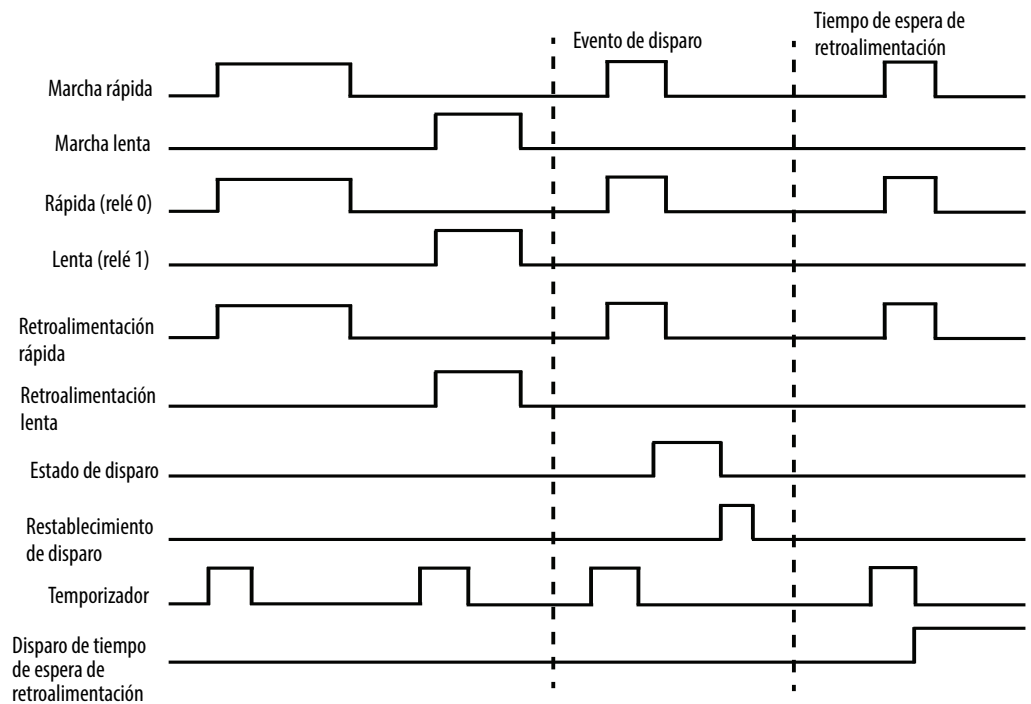 Evento de disparo
Tiempo de espera de
retroalimentación
Marcha rápida
Marcha lenta
Rápida (relé 0)
Lenta (relé 1)
Retroalimentación
rápida
Retroalimentación
lenta
Estado de disparo
Restablecimiento
de disparo
Temporizador
Disparo de tiempo
de espera de
retroalimentación